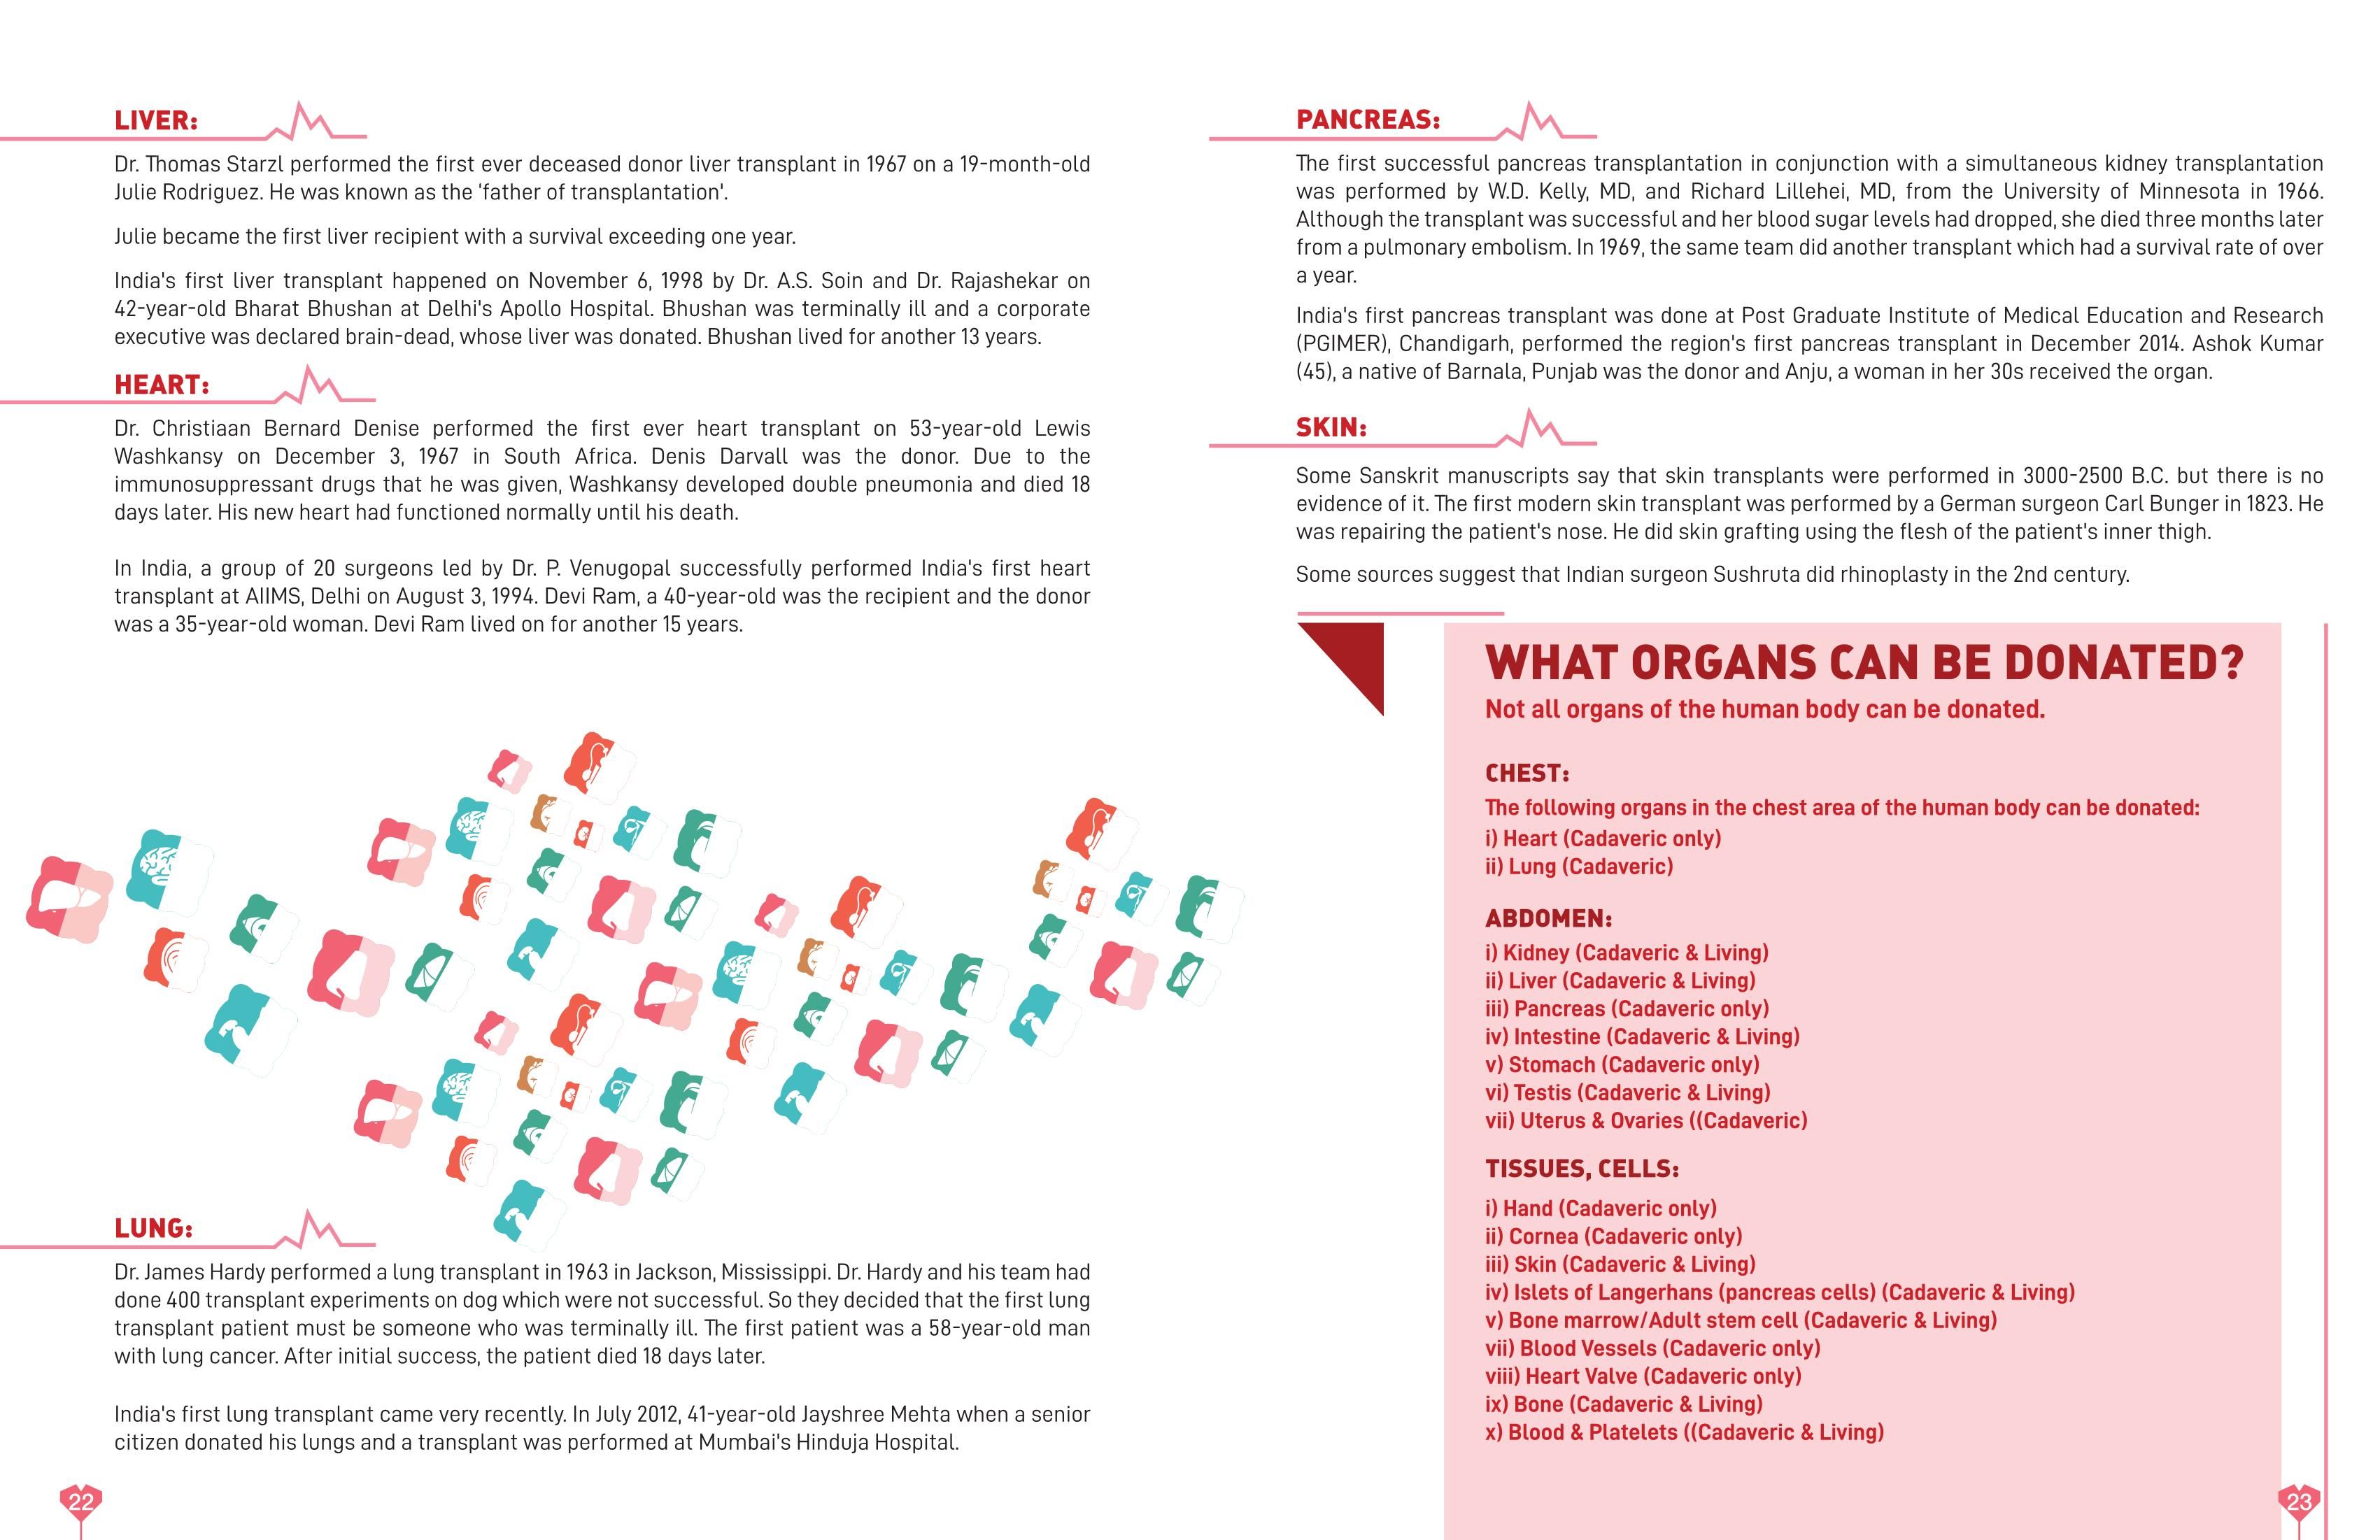 LIVER:
Dr. Thomas Starzl performed the first ever deceased donor liver transplant in 1967 on a 19-month-old
Julie Rodriguez. He was known as the 'father of transplantation'.
Julie became the first liver recipient with a survival exceeding one year.
India's first liver transplant happened on November 6, 1998 by Dr. A.S. Soin and Dr. Rajashekar on
42-year-old Bharat Bhushan at Delhi's Apollo Hospital. Bhushan was terminally ill and a corporate
executive was declared brain-dead, whose liver was donated. Bhushan lived for another 13 years.
HEART:
Dr. Christiaan Bernard Denise performed the first ever heart transplant on 53-year-old Lewis
Washkansy on December 3, 1967 in South Africa. Denis Darvall was the donor. Due to the
immunosuppressant drugs that he was given, Washkansy developed double pneumonia and died 18
days later. His new heart had functioned normally until his death.
In India, a group of 20 surgeons led by Dr. P. Venugopal successfully performed India's first heart
transplant at AIIMS, Delhi on August 3, 1994. Devi Ram, a 40-year-old was the recipient and the donor
was a 35-year-old woman. Devi Ram lived on for another 15 years.
LUNG:
Dr. James Hardy performed a lung transplant in 1963 in Jackson, Mississippi. Dr. Hardy and his team had
done 400 transplant experiments on dog which were not successful. So they decided that the first lung
transplant patient must be someone who was terminally ill. The first patient was a 58-year-old man
with lung cancer. After initial success, the patient died 18 days later.
India's first lung transplant came very recently. In July 2012, 41-year-old Jayshree Mehta when a senior
citizen donated his lungs and a transplant was performed at Mumbai's Hinduja Hospital.
22
PANCREAS:
The first successful pancreas transplantation in conjunction with a simultaneous kidney transplantation
was performed by W.D. Kelly, MD, and Richard Lillehei, MD, from the University of Minnesota in 1966.
Although the transplant was successful and her blood sugar levels had dropped, she died three months later
from a pulmonary embolism. In 1969, the same team did another transplant which had a survival rate of over
a year.
India's first pancreas transplant was done at Post Graduate Institute of Medical Education and Research
(PGIMER), Chandigarh, performed the region's first pancreas transplant in December 2014. Ashok Kumar
(45), a native of Barnala, Punjab was the donor and Anju, a woman in her 30s received the organ.
SKIN:
Some Sanskrit manuscripts say that skin transplants were performed in 3000-2500 B.C. but there is no
evidence of it. The first modern skin transplant was performed by a German surgeon Carl Bunger in 1823. He
was repairing the patient's nose. He did skin grafting using the flesh of the patient's inner thigh.
Some sources suggest that Indian surgeon Sushruta did rhinoplasty in the 2nd century.
WHAT ORGANS CAN BE DONATED?
Not all organs of the human body can be donated.
CHEST:
The following organs in the chest area of the human body can be donated:
i) Heart (Cadaveric only)
ii) Lung (Cadaveric)
ABDOMEN:
i) Kidney (Cadaveric & Living)
ii) Liver (Cadaveric & Living)
iii) Pancreas (Cadaveric only)
iv) Intestine (Cadaveric & Living)
v) Stomach (Cadaveric only)
vi) Testis (Cadaveric & Living)
vii) Uterus & Ovaries ((Cadaveric)
TISSUES, CELLS:
i) Hand (Cadaveric only)
ii) Cornea (Cadaveric only)
iii) Skin (Cadaveric & Living)
iv) Islets of Langerhans (pancreas cells) (Cadaveric & Living)
v) Bone marrow/Adult stem cell (Cadaveric & Living)
vii) Blood Vessels (Cadaveric only)
viii) Heart Valve (Cadaveric only)
ix) Bone (Cadaveric & Living)
x) Blood & Platelets ((Cadaveric & Living)
23